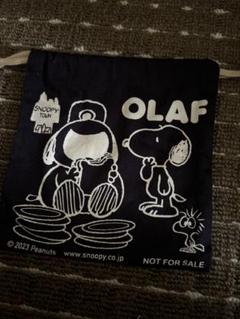 SNOOPY
TOWN
OLAF
© 2023 Peanuts
www.snoopy.co.jp
NOT FOR SALE